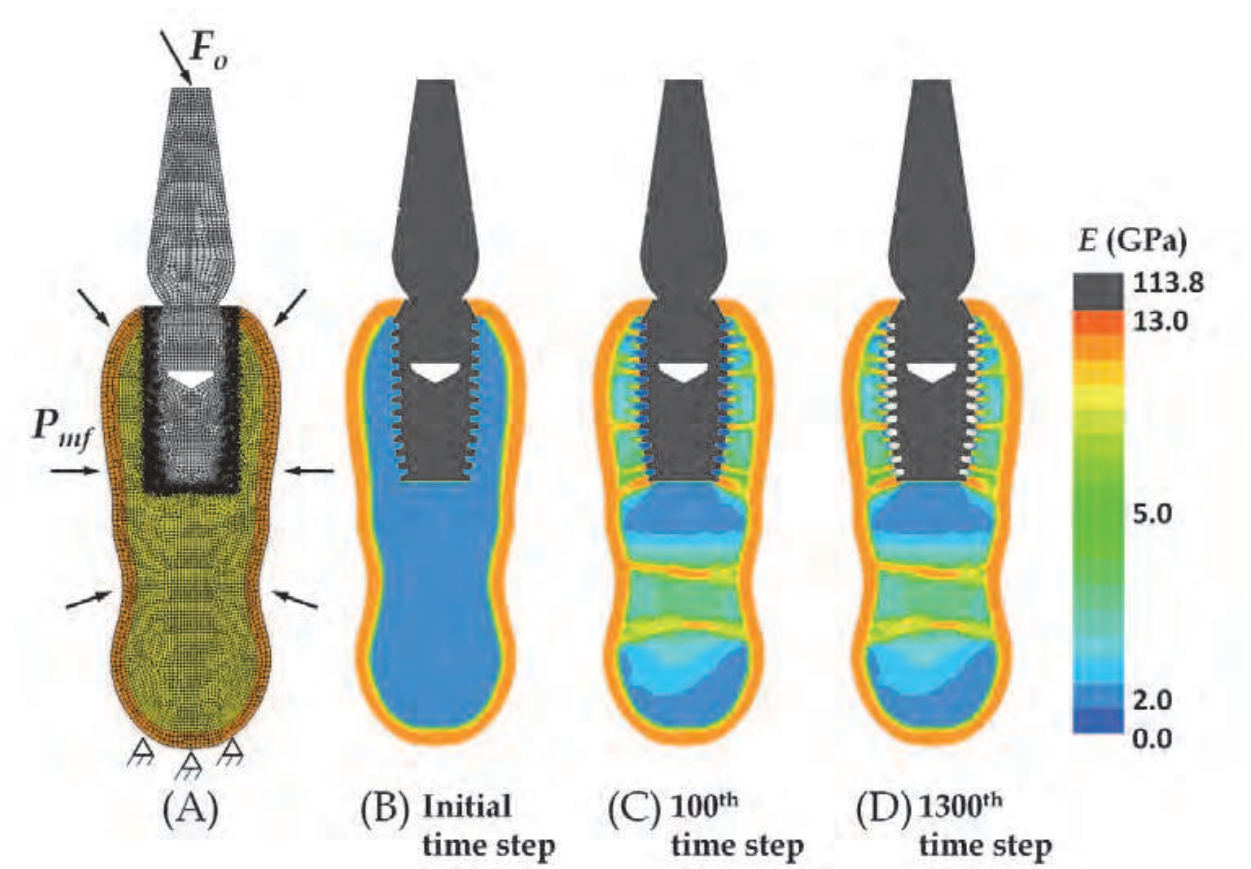 F_o
E (GPa)
113.8
13.0
P_mf
5.0
2.0
0.0
(A)
(B) Initial
time step
(C) 100th
time step
(D) 1300th
time step